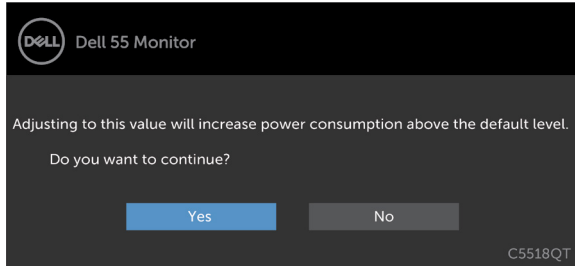 DELL
Dell 55 Monitor
Adjusting to this value will increase power consumption above the default level.
Do you want to continue?
Yes
No
C5518QT